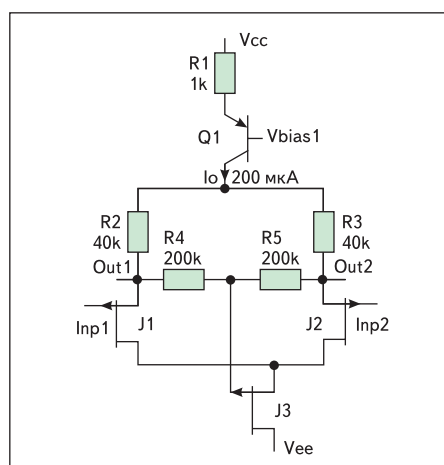 Vcc
R1
1k
Q1
Vbias1
Io 200 мкА
R2
40k
R3
40k
R4
200k
R5
200k
Out1
Out2
Inp1
J1
J2
Inp2
J3
Vee